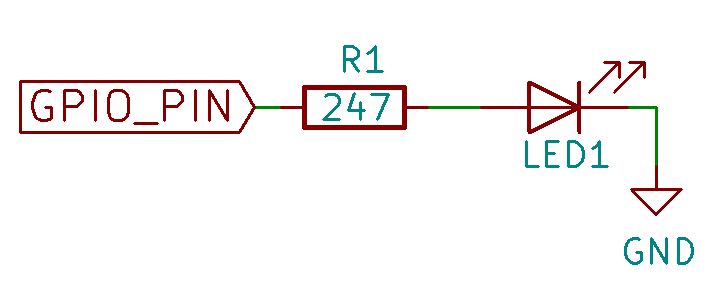 R1
GPIO_PIN
247
LED1
GND